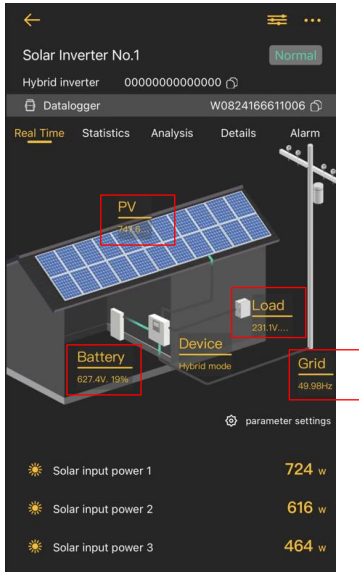 Solar Inverter No.1
Normal
Hybrid inverter 00000000000000
Datalogger W0824166611006
Real Time Statistics Analysis Details Alarm
PV
741.6...
Load
231.1V....
Device
Hybrid mode
Battery
627.4V. 19%
Grid
49.98Hz
parameter settings
Solar input power 1 724 w
Solar input power 2 616 w
Solar input power 3 464 w